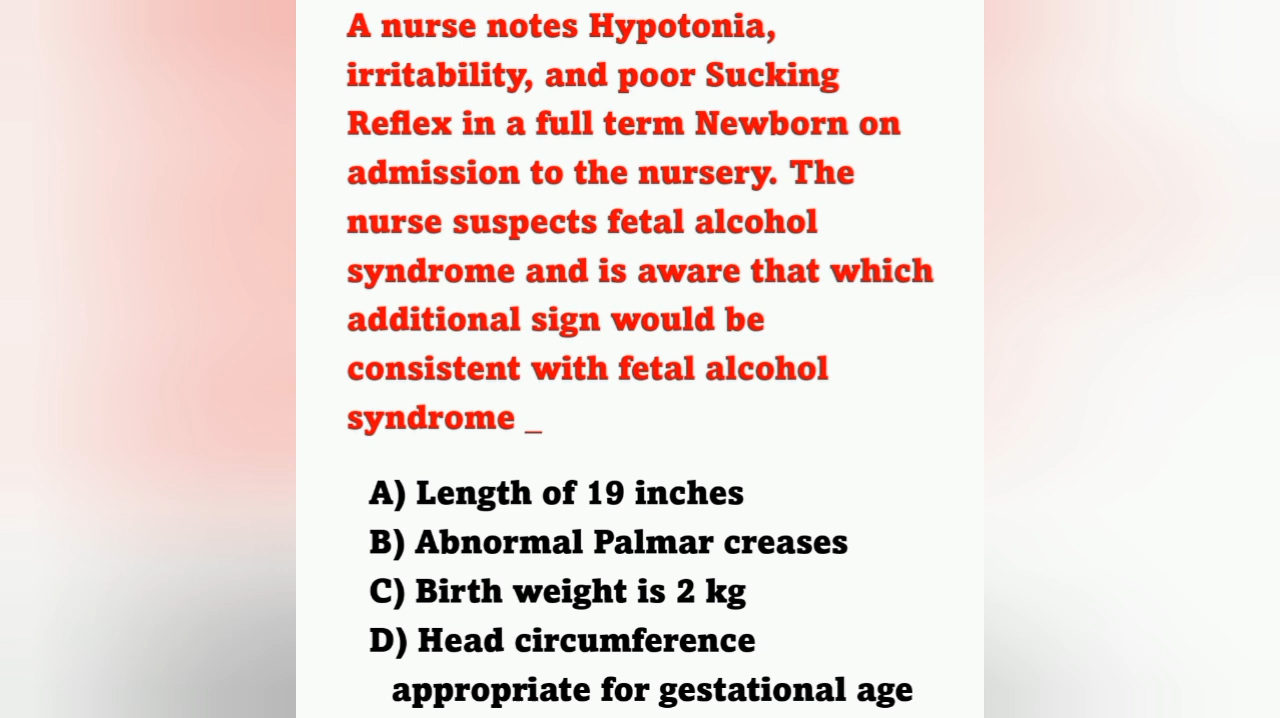 A nurse notes Hypotonia,
irritability, and poor Sucking
Reflex in a full term Newborn on
admission to the nursery. The
nurse suspects fetal alcohol
syndrome and is aware that which
additional sign would be
consistent with fetal alcohol
syndrome _
A) Length of 19 inches
B) Abnormal Palmar creases
C) Birth weight is 2 kg
D) Head circumference
appropriate for gestational age